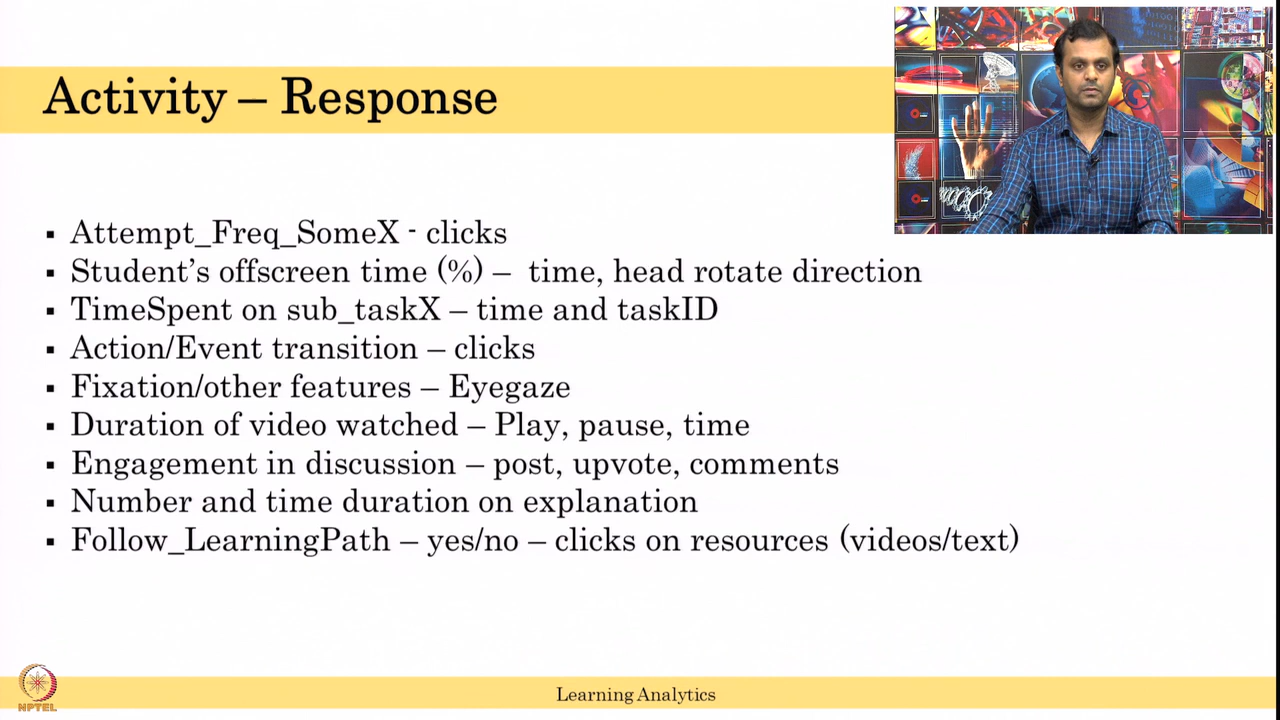 Activity – Response
▪ Attempt_Freq_SomeX - clicks
▪ Student’s offscreen time (%) – time, head rotate direction
▪ TimeSpent on sub_taskX – time and taskID
▪ Action/Event transition – clicks
▪ Fixation/other features – Eyegaze
▪ Duration of video watched – Play, pause, time
▪ Engagement in discussion – post, upvote, comments
▪ Number and time duration on explanation
▪ Follow_LearningPath – yes/no – clicks on resources (videos/text)
NPTEL
Learning Analytics